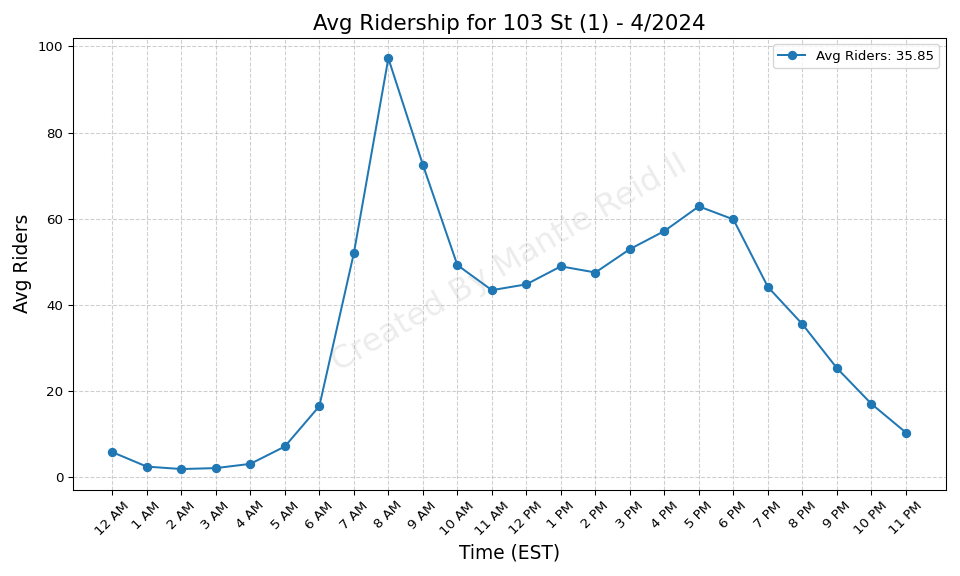 Avg Ridership for 103 St (1) - 4/2024
Avg Riders: 35.85
100
80
60
40
20
0
Avg Riders
Created By Mantle Reid II
12 AM
1 AM
2 AM
3 AM
4 AM
5 AM
6 AM
7 AM
8 AM
9 AM
10 AM
11 AM
12 PM
1 PM
2 PM
3 PM
4 PM
5 PM
6 PM
7 PM
8 PM
9 PM
10 PM
11 PM
Time (EST)